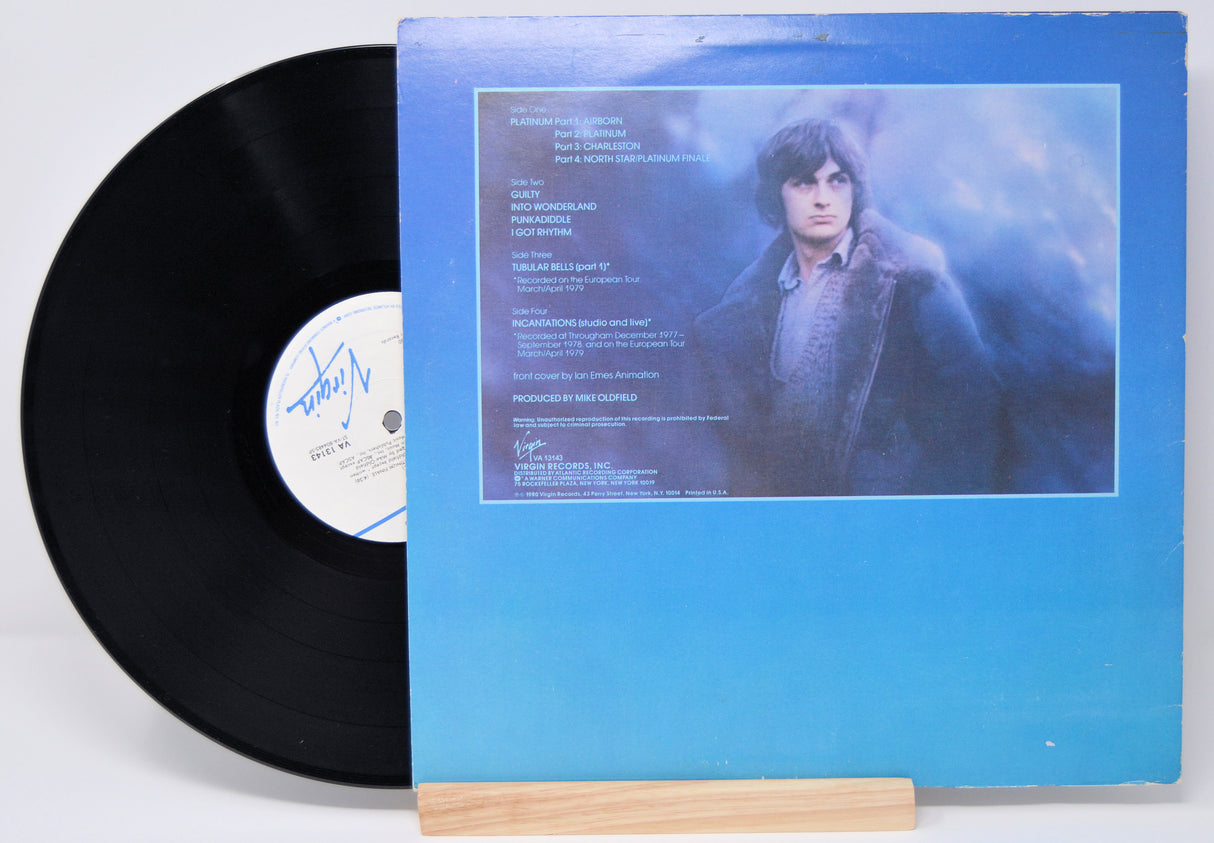 Side One
PLATINUM Part 1: AIRBORN
Part 2: PLATINUM
Part 3: CHARLESTON
Part 4: NORTH STAR/PLATINUM FINALE
Side Two
GUILTY
INTO WONDERLAND
PUNKADIDDLE
I GOT RHYTHM
Side Three
TUBULAR BELLS (part 1)*
*Recorded on the European Tour
March/April 1979
Side Four
INCANTATIONS (studio and live)*
*Recorded at Througham December 1977–
September 1978, and on the European Tour
March/April 1979
front cover by Ian Emes Animation
PRODUCED BY MIKE OLDFIELD
Warning: Unauthorized reproduction of this recording is prohibited by Federal
law and subject to criminal prosecution.
Virgin
VA 13143
VIRGIN RECORDS, INC.
DISTRIBUTED BY ATLANTIC RECORDING CORPORATION
A WARNER COMMUNICATIONS COMPANY
75 ROCKEFELLER PLAZA, NEW YORK, NEW YORK 10019
℗ © 1980 Virgin Records, 43 Perry Street, New York, N.Y. 10014 Printed in U.S.A.
Virgin
VA 13143